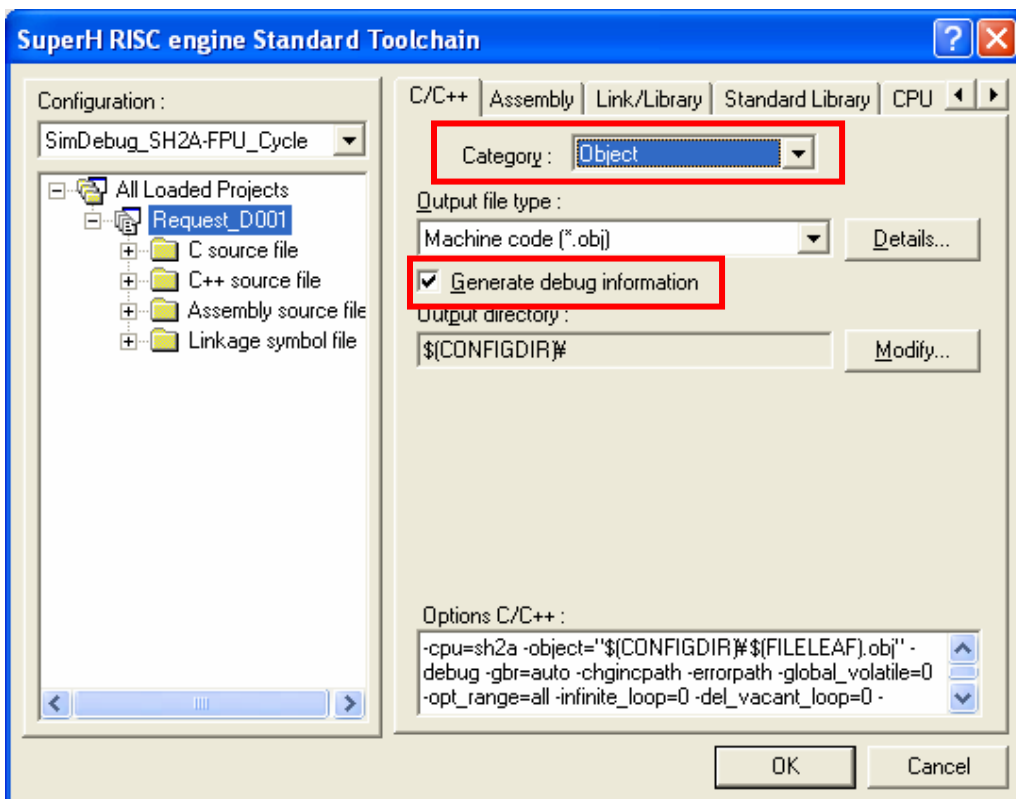 SuperH RISC engine Standard Toolchain
Configuration :
SimDebug_SH2A-FPU_Cycle
All Loaded Projects
Request_D001
C source file
C++ source file
Assembly source file
Linkage symbol file
C/C++ Assembly Link/Library Standard Library CPU
Category : Object
Output file type :
Machine code (*.obj)
Details...
Generate debug information
Output directory :
$(CONFIGDIR)¥
Modify...
Options C/C++ :
-cpu=sh2a -object="$(CONFIGDIR)¥$(FILELEAF).obj" -
debug -gbr=auto -chgincpath -errorpath -global_volatile=0
-opt_range=all -infinite_loop=0 -del_vacant_loop=0 -
OK Cancel